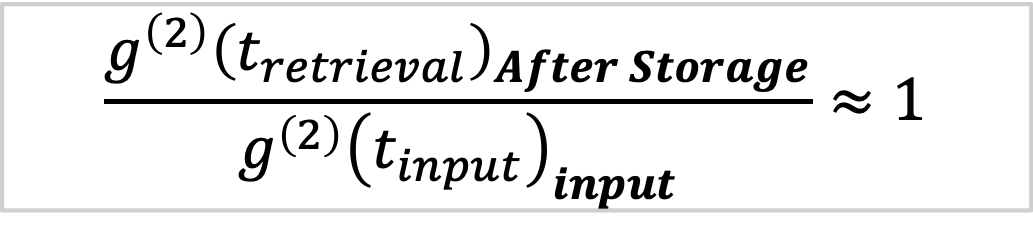 g⁽²⁾(t_retrieval)_After Storage
g⁽²⁾(t_input)_input
≈ 1